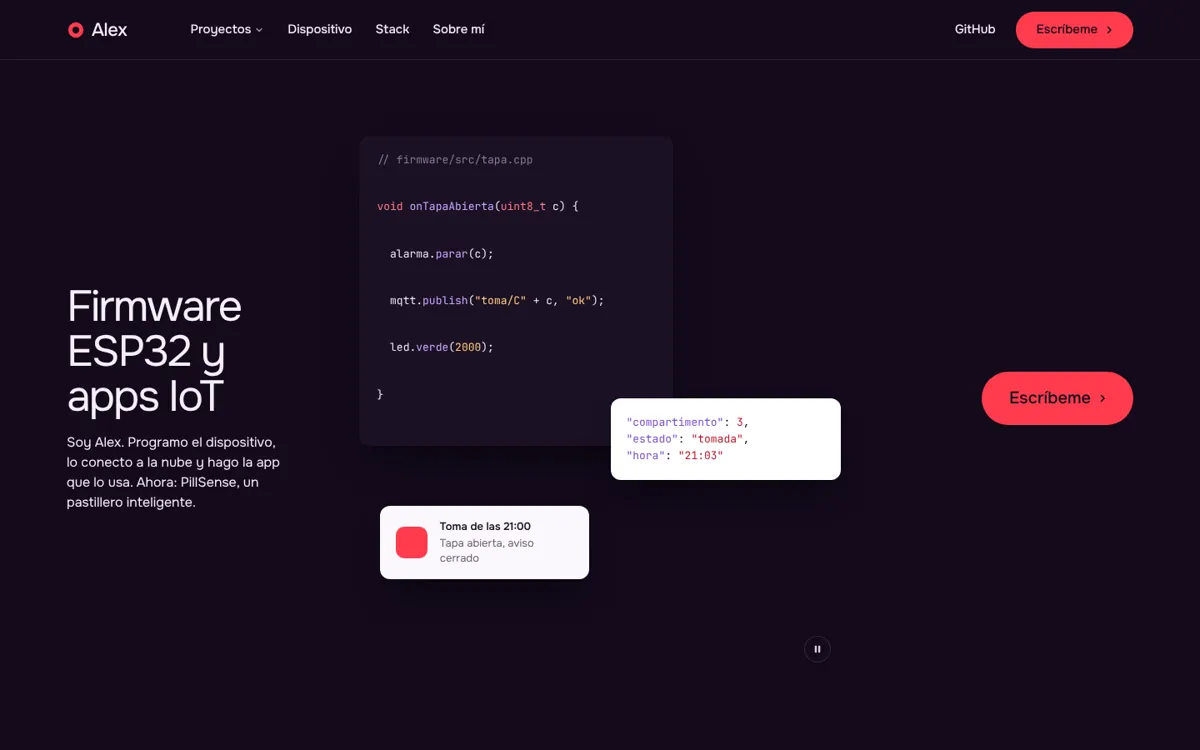 Alex
Proyectos
Dispositivo
Stack
Sobre mí
GitHub
Escríbeme
// firmware/src/tapa.cpp
void onTapaAbierta(uint8_t c) {
alarma.parar(c);
mqtt.publish("toma/C" + c, "ok");
led.verde(2000);
}
Firmware
ESP32 y
apps IoT
Soy Alex. Programo el dispositivo,
lo conecto a la nube y hago la app
que lo usa. Ahora: PillSense, un
pastillero inteligente.
"compartimento": 3,
"estado": "tomada",
"hora": "21:03"
Toma de las 21:00
Tapa abierta, aviso
cerrado
Escríbeme